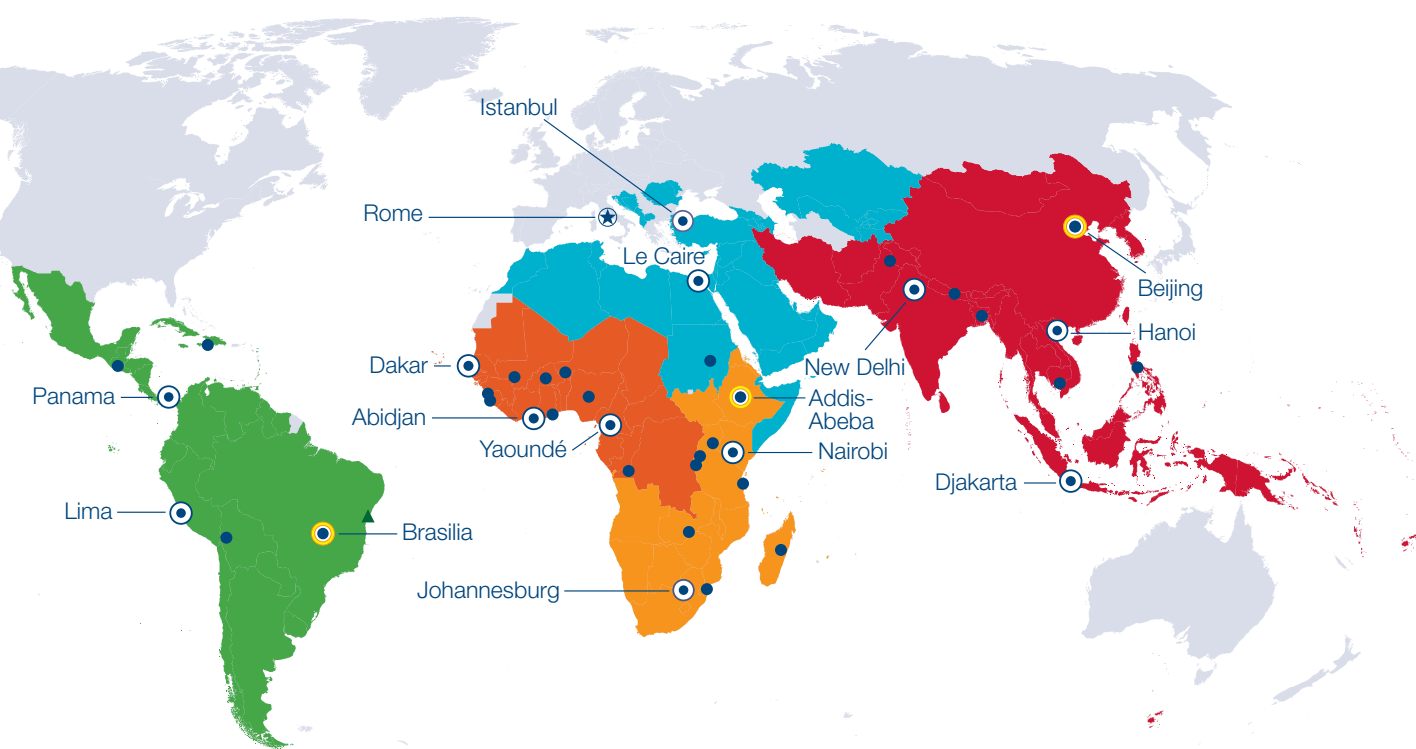 Istanbul
Rome
Le Caire
Beijing
Hanoi
New Delhi
Dakar
Addis-
Abeba
Panama
Abidjan
Yaoundé
Nairobi
Djakarta
Lima
Brasilia
Johannesburg